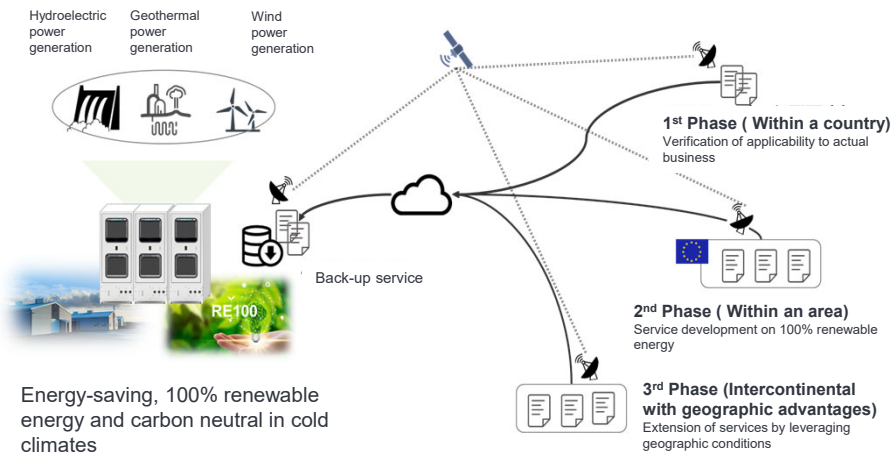 Hydroelectric
power
generation
Geothermal
power
generation
Wind
power
generation
1st Phase ( Within a country)
Verification of applicability to actual
business
RE100
Back-up service
2nd Phase ( Within an area)
Service development on 100% renewable
energy
Energy-saving, 100% renewable
energy and carbon neutral in cold
climates
3rd Phase (Intercontinental
with geographic advantages)
Extension of services by leveraging
geographic conditions